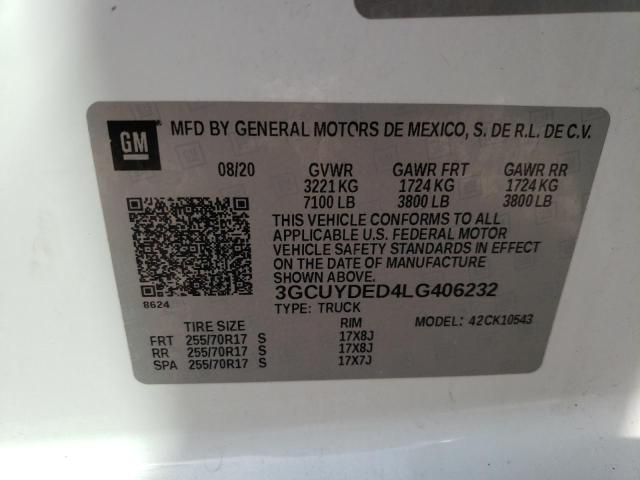 GM MFD BY GENERAL MOTORS DE MEXICO, S. DE R.L. DE C.V.
08/20 GVWR GAWR FRT GAWR RR
3221 KG 1724 KG 1724 KG
7100 LB 3800 LB 3800 LB
THIS VEHICLE CONFORMS TO ALL
APPLICABLE U.S. FEDERAL MOTOR
VEHICLE SAFETY STANDARDS IN EFFECT
ON THE DATE OF MANUFACTURE
SHOWN ABOVE.
8624 3GCUYDED4LG406232
TYPE: TRUCK MODEL: 42CK10543
TIRE SIZE RIM
FRT 255/70R17 S 17X8J
RR 255/70R17 S 17X8J
SPA 255/70R17 S 17X7J